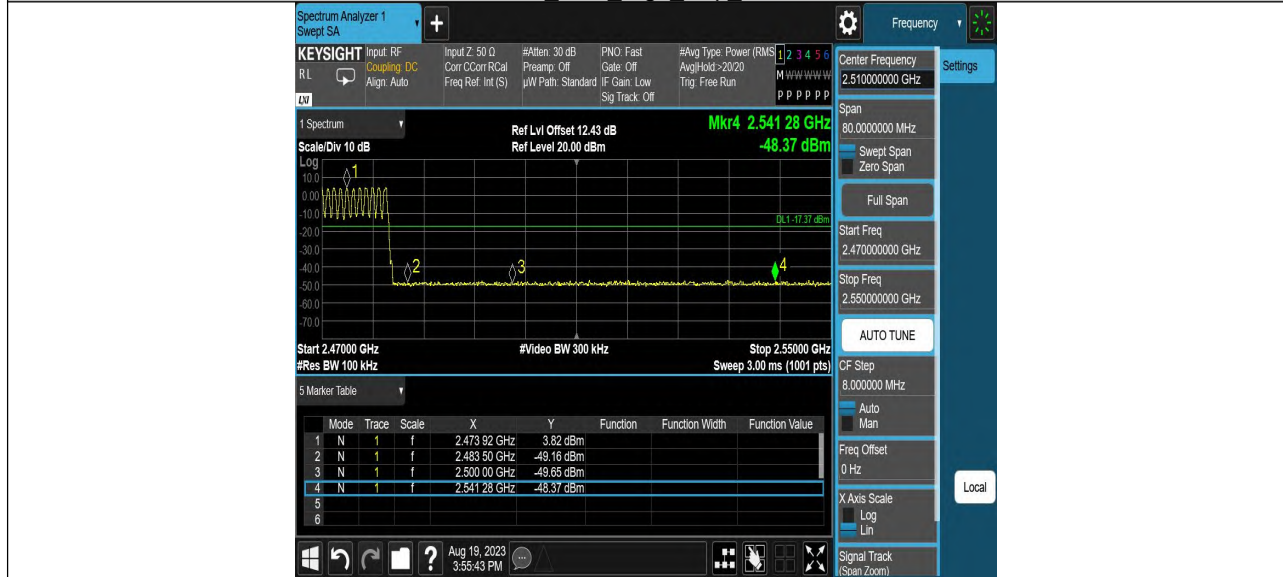 Spectrum Analyzer 1
Swept SA
+
Frequency
KEYSIGHT
RL
LXI
Input: RF
Coupling: DC
Align: Auto
Input Z: 50 Ω
Corr CCorr RCal
Freq Ref: Int (S)
#Atten: 30 dB
Preamp: Off
µW Path: Standard
PNO: Fast
Gate: Off
IF Gain: Low
Sig Track: Off
#Avg Type: Power (RMS
Avg|Hold:>20/20
Trig: Free Run
1 2 3 4 5 6
M W W W W W
P P P P P P
Center Frequency
2.510000000 GHz
Settings
1 Spectrum
Scale/Div 10 dB
Ref Lvl Offset 12.43 dB
Ref Level 20.00 dBm
Mkr4 2.541 28 GHz
-48.37 dBm
Log
10.0
0.00
-10.0
-20.0
-30.0
-40.0
-50.0
-60.0
-70.0
1
2
3
4
DL1 -17.37 dBm
Start 2.47000 GHz
#Res BW 100 kHz
#Video BW 300 kHz
Stop 2.55000 GHz
Sweep 3.00 ms (1001 pts)
Span
80.0000000 MHz
Swept Span
Zero Span
Full Span
Start Freq
2.470000000 GHz
Stop Freq
2.550000000 GHz
AUTO TUNE
CF Step
8.000000 MHz
Auto
Man
Freq Offset
0 Hz
X Axis Scale
Log
Lin
Signal Track
(Span Zoom)
Local
5 Marker Table
Mode Trace Scale X Y Function Function Width Function Value
1 N 1 f 2.473 92 GHz 3.82 dBm
2 N 1 f 2.483 50 GHz -49.16 dBm
3 N 1 f 2.500 00 GHz -49.65 dBm
4 N 1 f 2.541 28 GHz -48.37 dBm
5
6
?
Aug 19, 2023
3:55:43 PM